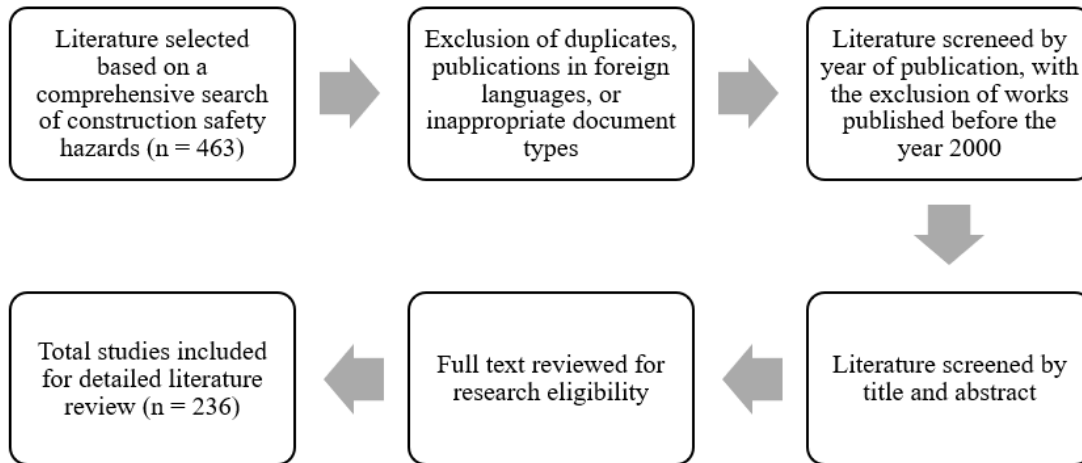 Literature selected
based on a
comprehensive search
of construction safety
hazards (n = 463)
Exclusion of duplicates,
publications in foreign
languages, or
inappropriate document
types
Literature screneed by
year of publication, with
the exclusion of works
published before the
year 2000
Literature screened by
title and abstract
Full text reviewed for
research eligibility
Total studies included
for detailed literature
review (n = 236)